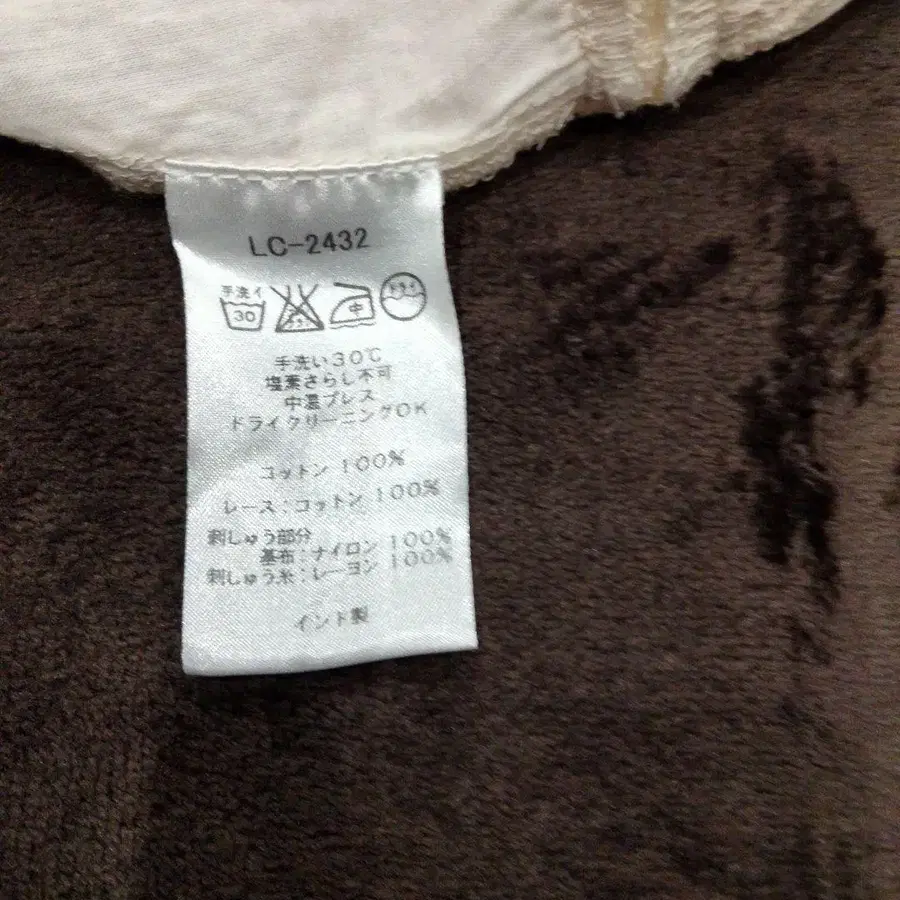 LC-2432
手洗イ
30
中
ドライ
手洗い30℃
塩素さらし不可
中温プレス
ドライクリーニングOK
コットン 100%
レース:コットン 100%
刺しゅう部分
基布:ナイロン 100%
刺しゅう糸:レーヨン 100%
インド製